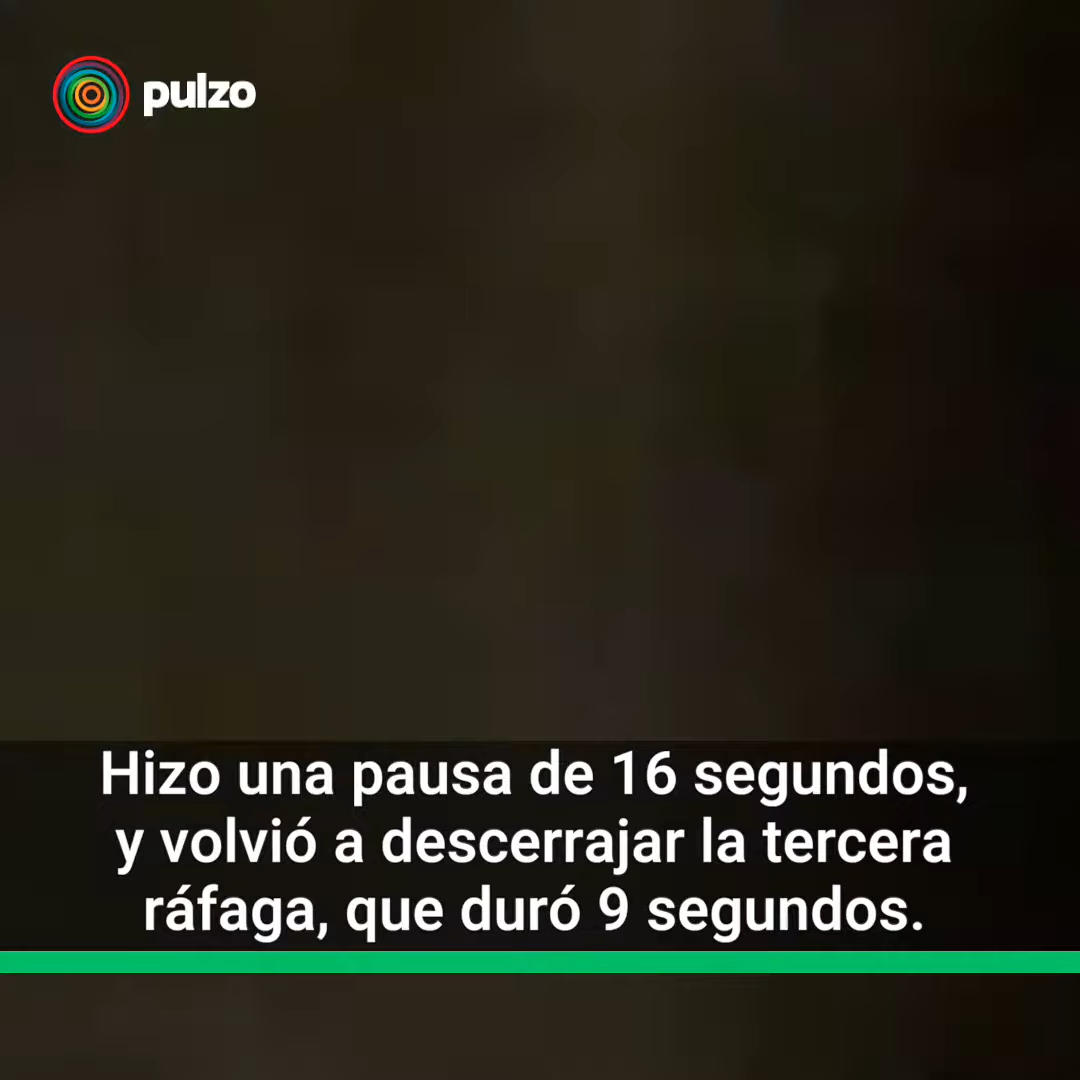 pulzo
Hizo una pausa de 16 segundos,
y volvió a descerrajar la tercera
ráfaga, que duró 9 segundos.